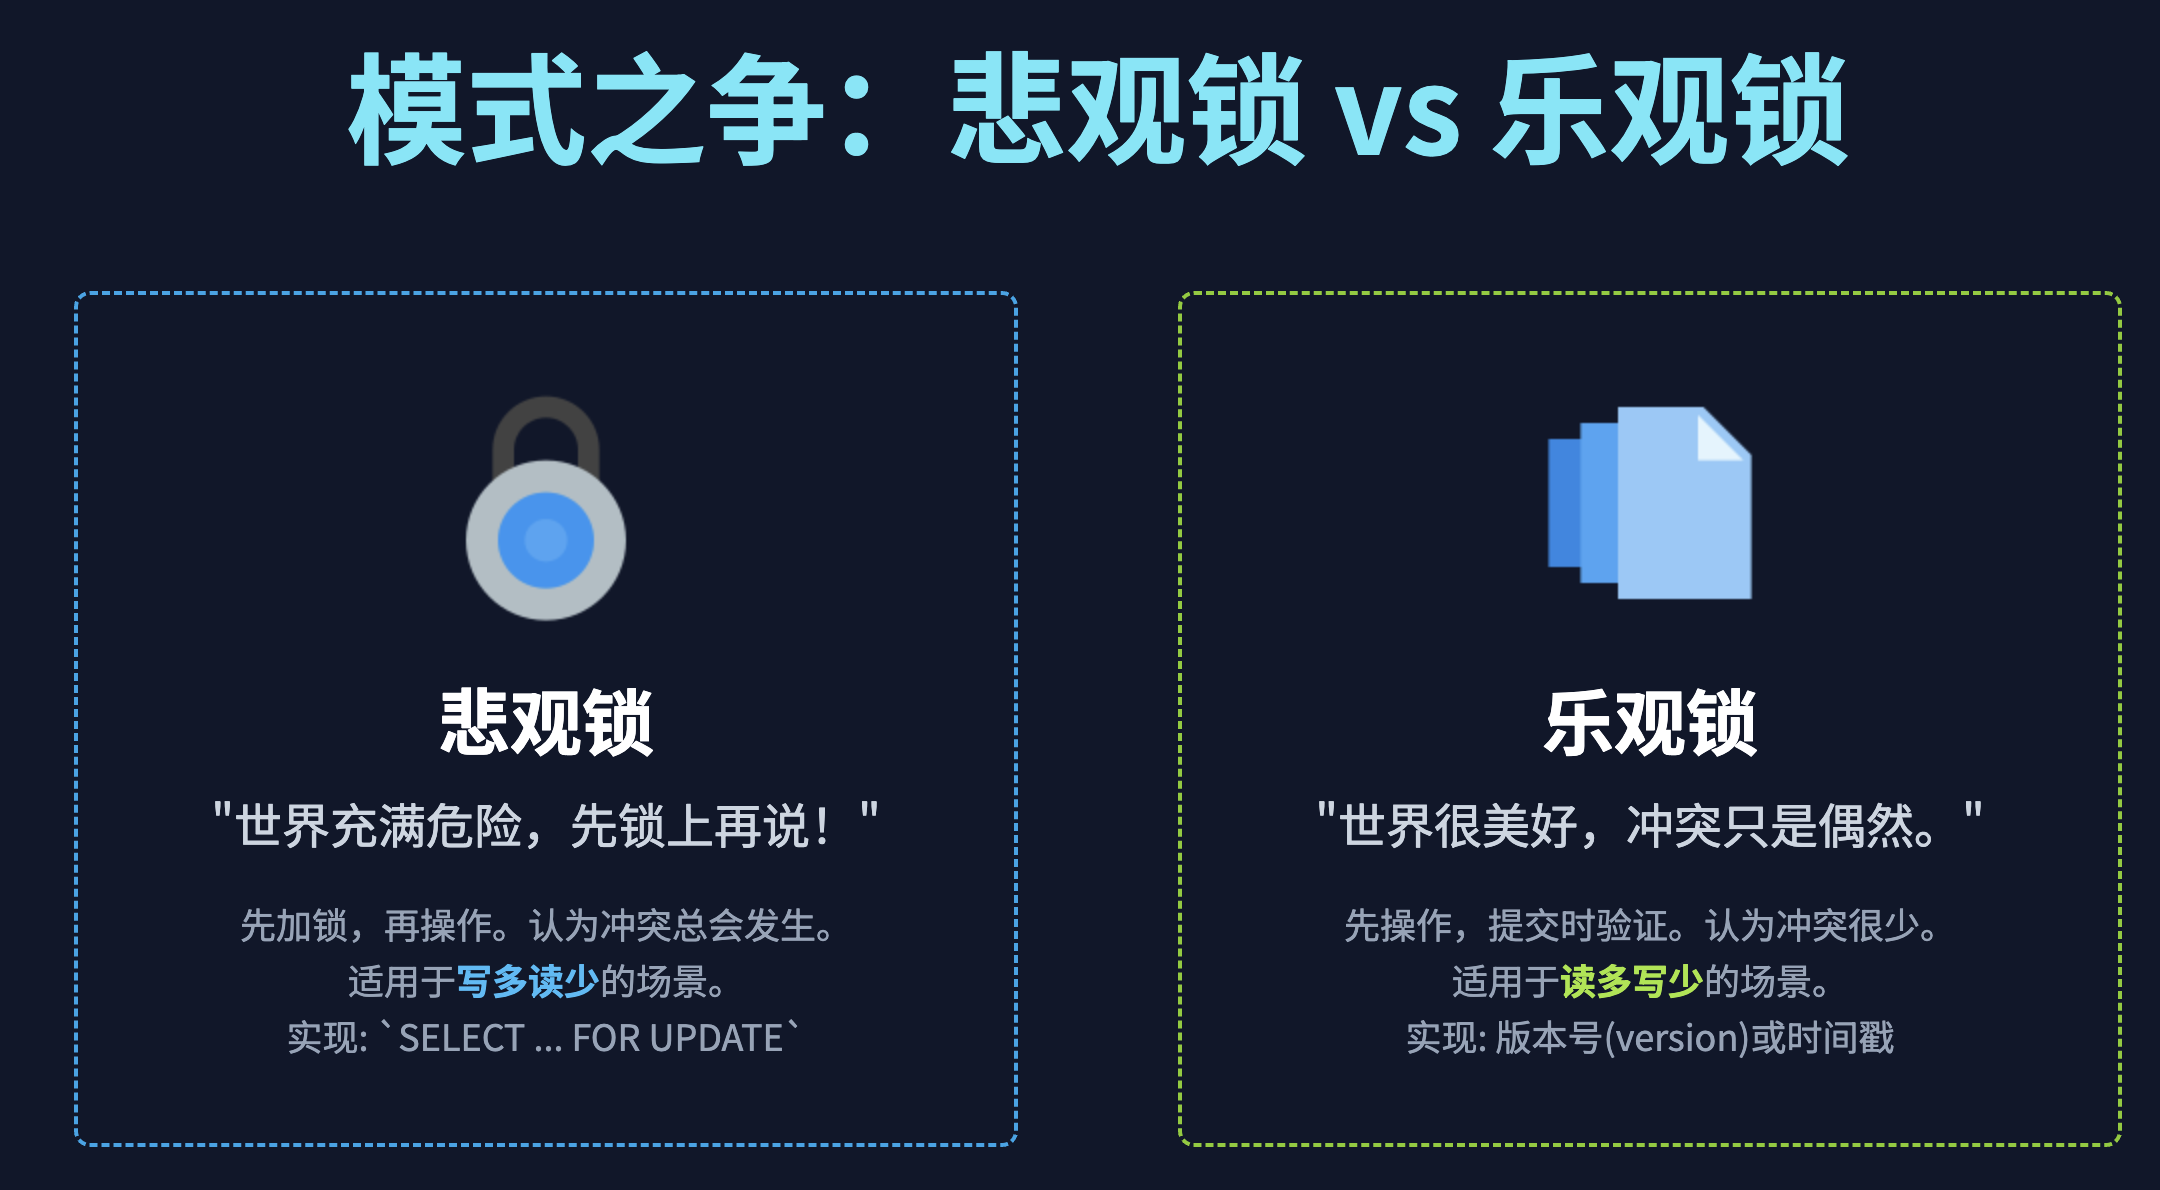 模式之争：悲观锁 vs 乐观锁
悲观锁
"世界充满危险，先锁上再说！"
先加锁，再操作。认为冲突总会发生。
适用于写多读少的场景。
实现: `SELECT ... FOR UPDATE`
乐观锁
"世界很美好，冲突只是偶然。"
先操作，提交时验证。认为冲突很少。
适用于读多写少的场景。
实现: 版本号(version)或时间戳